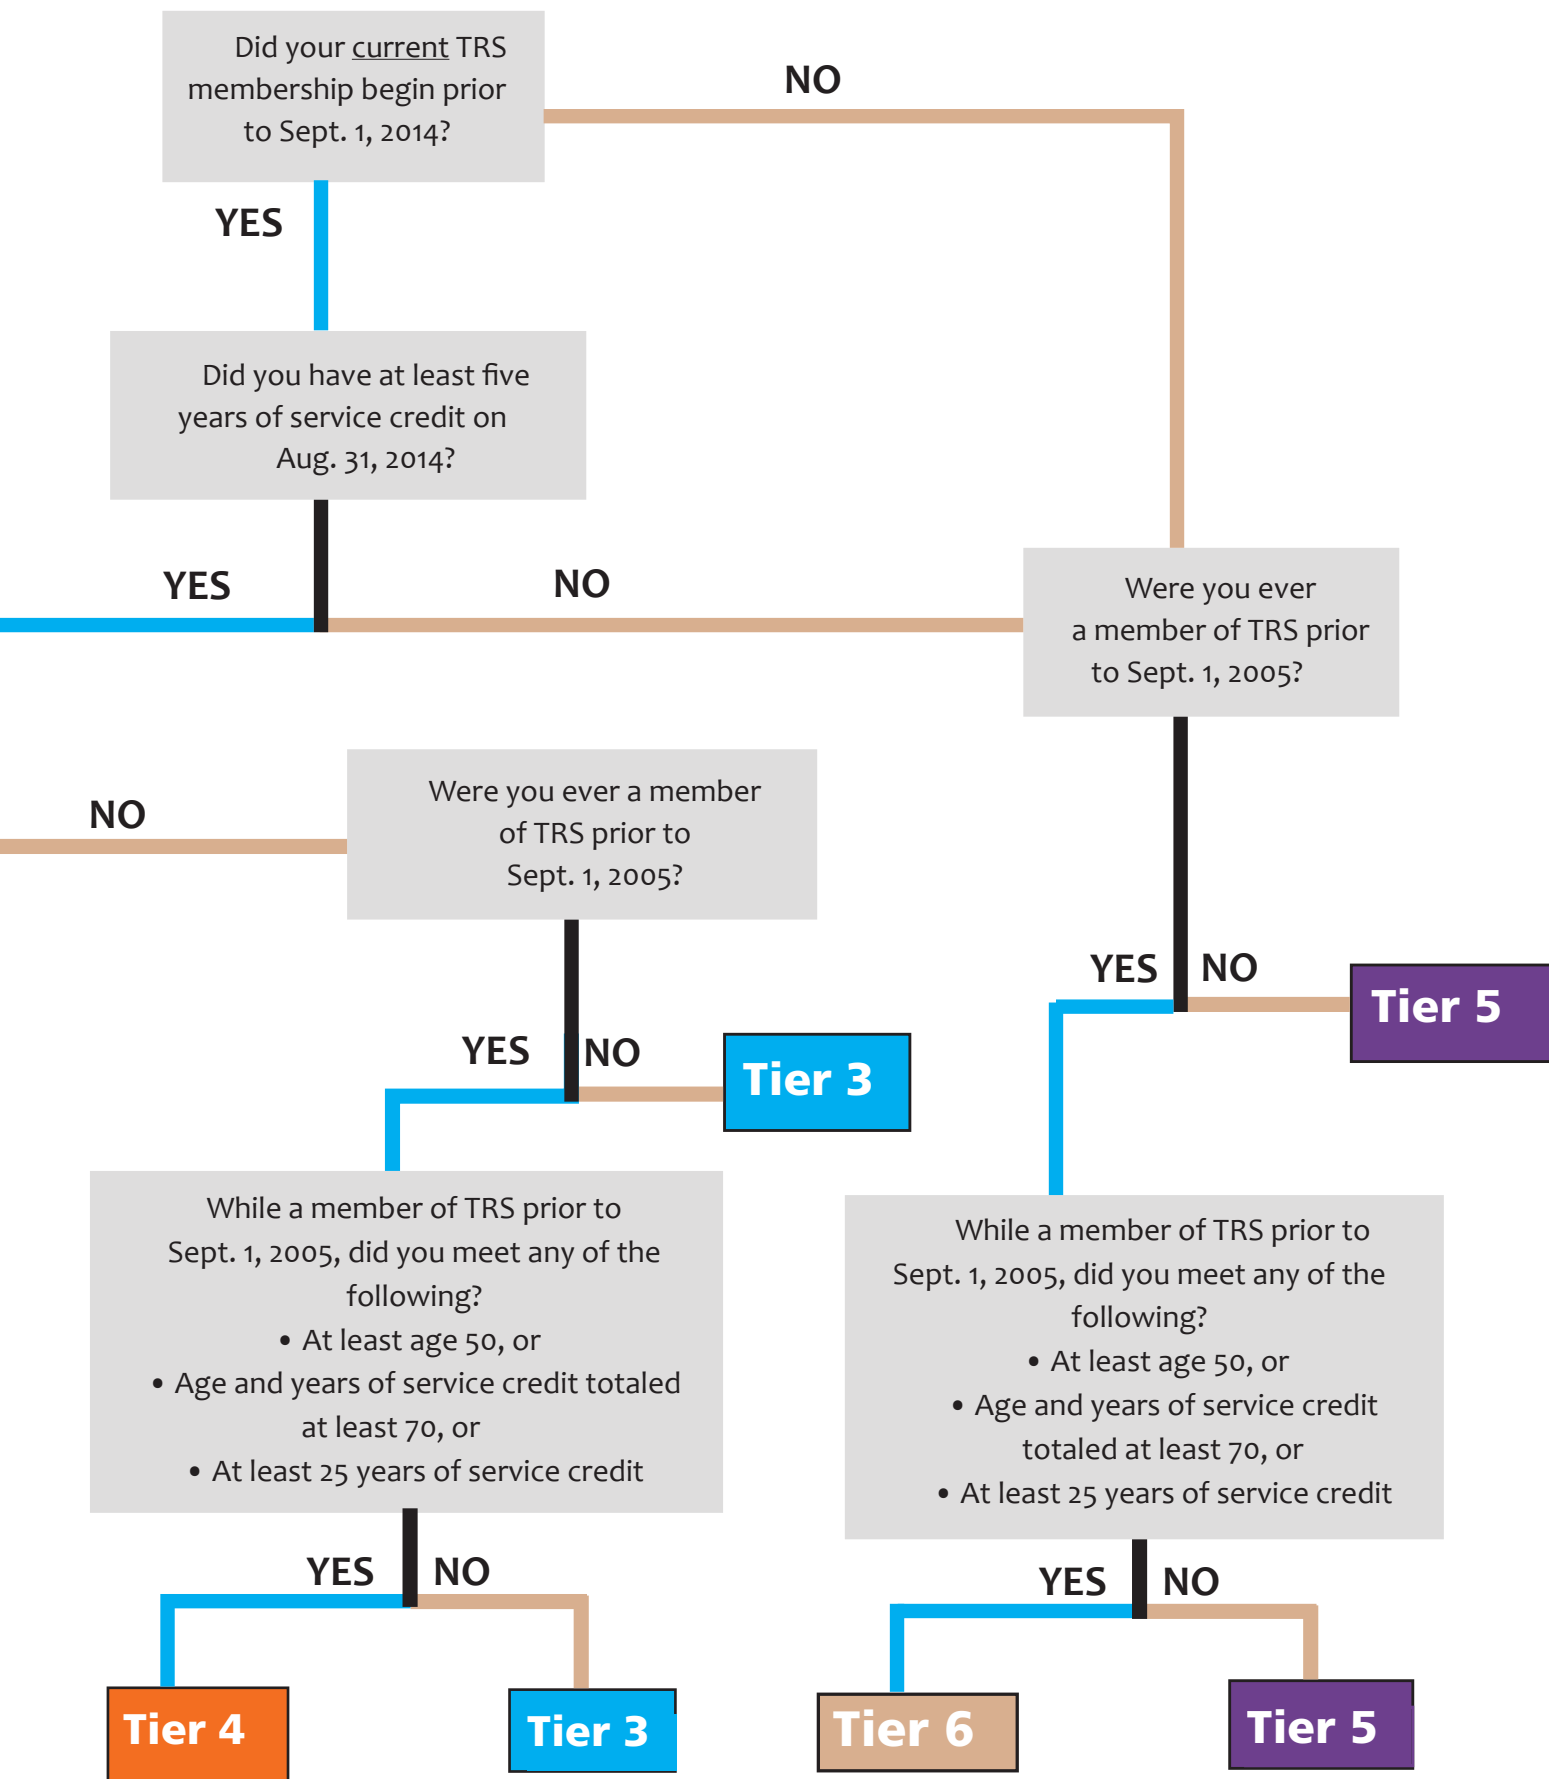 Did your current TRS
membership begin prior
to Sept. 1, 2014?
NO
YES
Did you have at least five
years of service credit on
Aug. 31, 2014?
YES
NO
Were you ever
a member of TRS prior
to Sept. 1, 2005?
NO
Were you ever a member
of TRS prior to
Sept. 1, 2005?
YES
NO
Tier 5
YES
NO
Tier 3
While a member of TRS prior to
Sept. 1, 2005, did you meet any of the
following?
• At least age 50, or
• Age and years of service credit totaled
at least 70, or
• At least 25 years of service credit
While a member of TRS prior to
Sept. 1, 2005, did you meet any of the
following?
• At least age 50, or
• Age and years of service credit
totaled at least 70, or
• At least 25 years of service credit
YES
NO
YES
NO
Tier 4
Tier 3
Tier 6
Tier 5